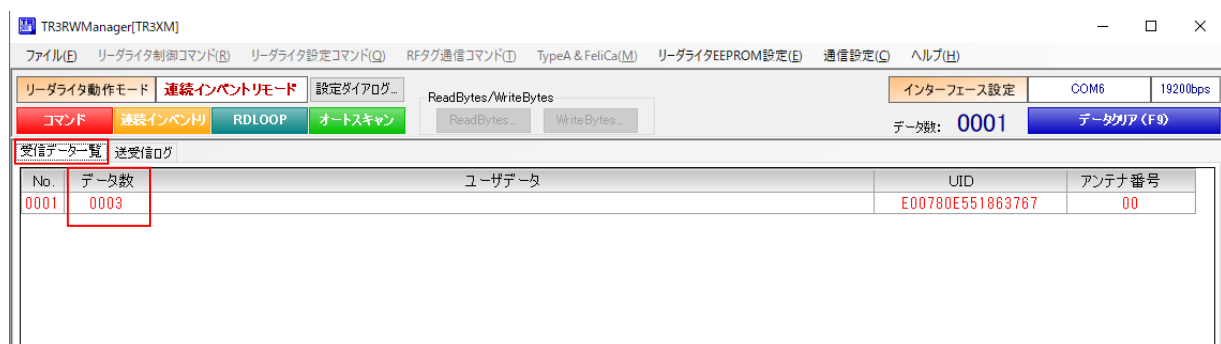 TR3RWManager[TR3XM]
ファイル(F) リーダライタ制御コマンド(R) リーダライタ設定コマンド(Q) RFタグ通信コマンド(T) TypeA & FeliCa(M) リーダライタEEPROM設定(E) 通信設定(C) ヘルプ(H)
リーダライタ動作モード 連続インベントリモード 設定ダイアログ... ReadBytes/WriteBytes インターフェース設定 COM6 19200bps
コマンド 連続インベントリ RDLOOP オートスキャン ReadBytes... WriteBytes... データ数: 0001 データクリア(F9)
受信データ一覧 送受信ログ
No. データ数 ユーザデータ UID アンテナ番号
0001 0003 E00780E551863767 00